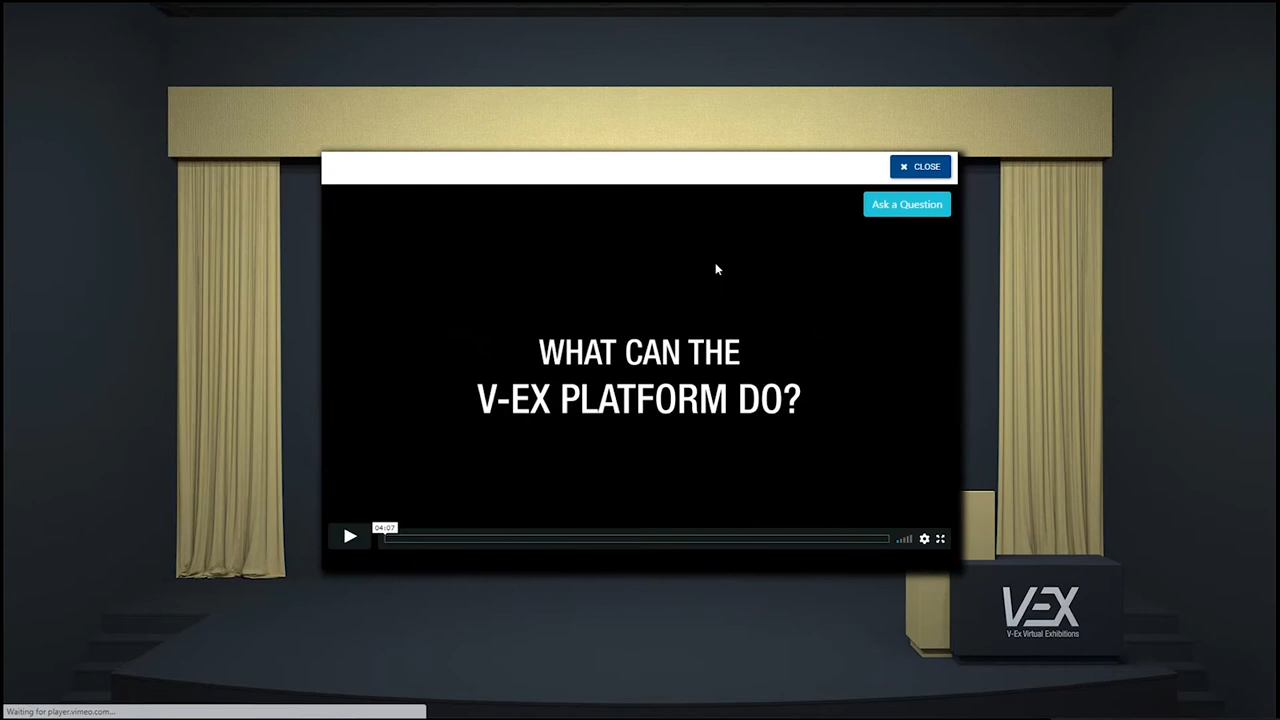 CLOSE
Ask a Question
WHAT CAN THE
V-EX PLATFORM DO?
04:07
VEX
V-Ex Virtual Exhibitions
Waiting for player.vimeo.com...